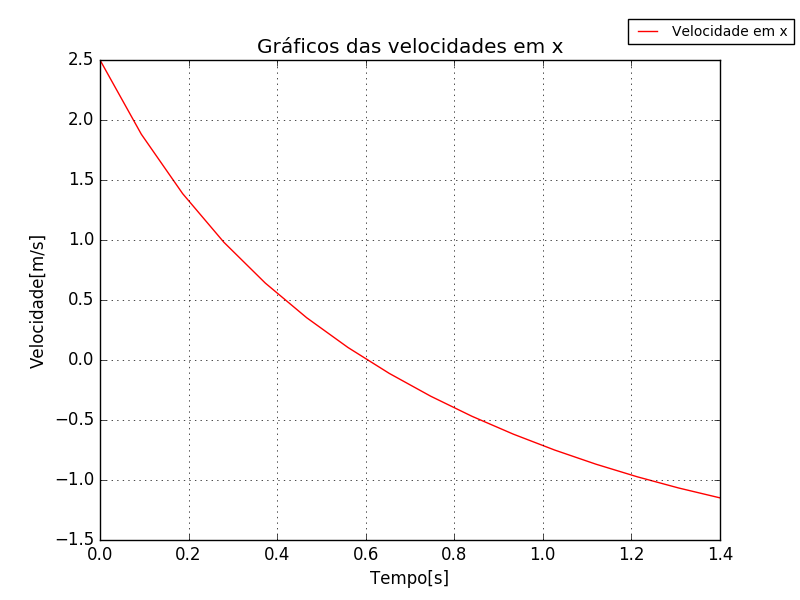 Velocidade em x
Gráficos das velocidades em x
2.5
2.0
1.5
1.0
0.5
0.0
−0.5
−1.0
−1.5
Velocidade[m/s]
0.0 0.2 0.4 0.6 0.8 1.0 1.2 1.4
Tempo[s]